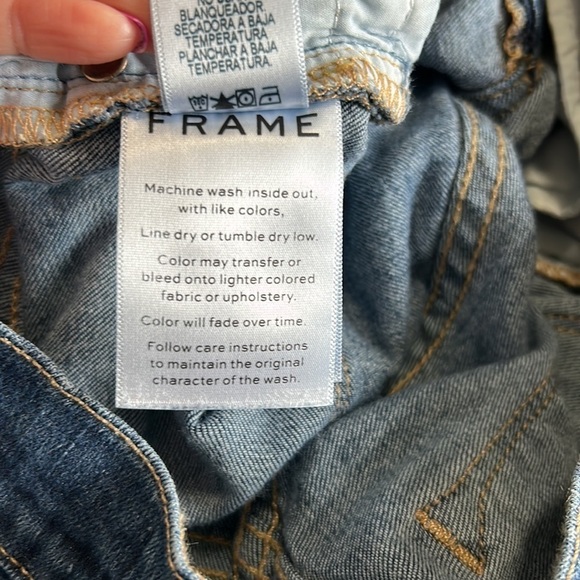 NO USE
BLANQUEADOR
SECADORA A BAJA
TEMPERATURA
PLANCHAR A BAJA
TEMPERATURA.
FRAME
Machine wash inside out,
with like colors,
Line dry or tumble dry low.
Color may transfer or
bleed onto lighter colored
fabric or upholstery.
Color will fade over time.
Follow care instructions
to maintain the original
character of the wash.